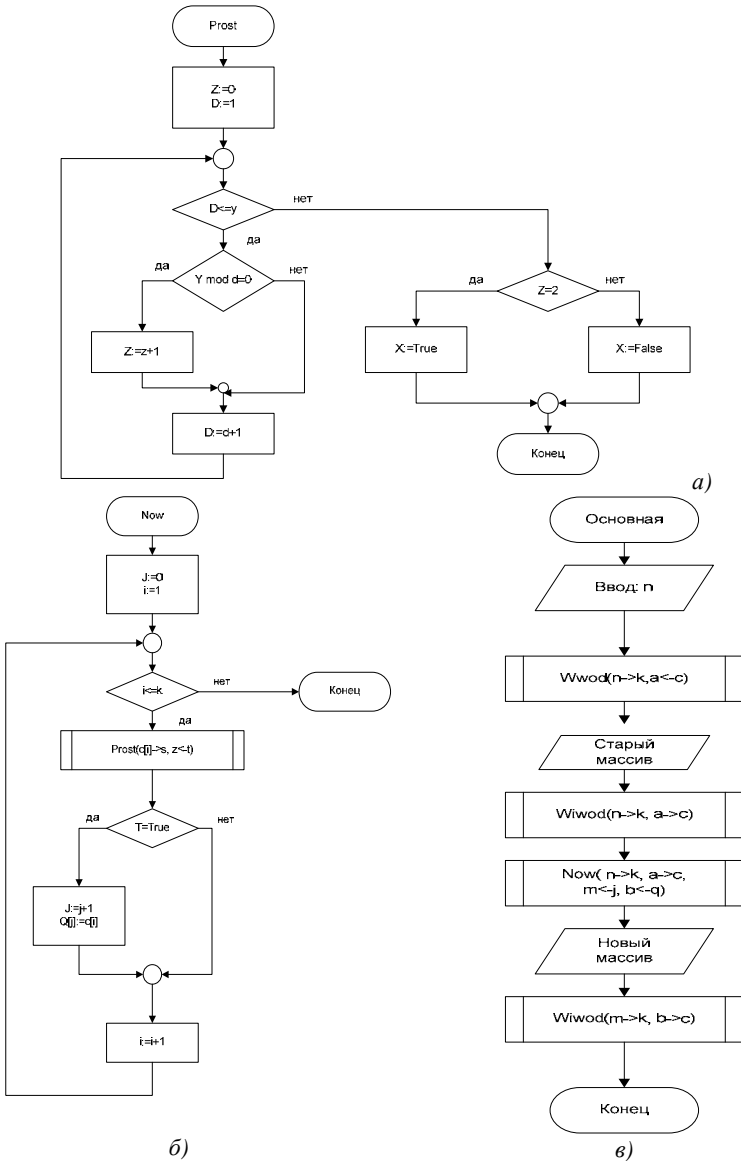 Prost
Z:=0
D:=1
D<=y
нет
да
Y mod d=0
да
нет
Z:=z+1
D:=d+1
Z=2
да
нет
X:=True
X:=False
Конец
а)
Now
J:=0
i:=1
i<=k
нет
Конец
да
Prost(c[i]->s, z<-t)
T=True
да
нет
J:=j+1
Q[j]:=c[i]
i:=i+1
б)
Основная
Ввод: n
Wwod(n->k,a<-c)
Старый
массив
Wiwod(n->k, a->c)
Now( n->k, a->c,
m<-j, b<-q)
Новый
массив
Wiwod(m->k, b->c)
Конец
в)